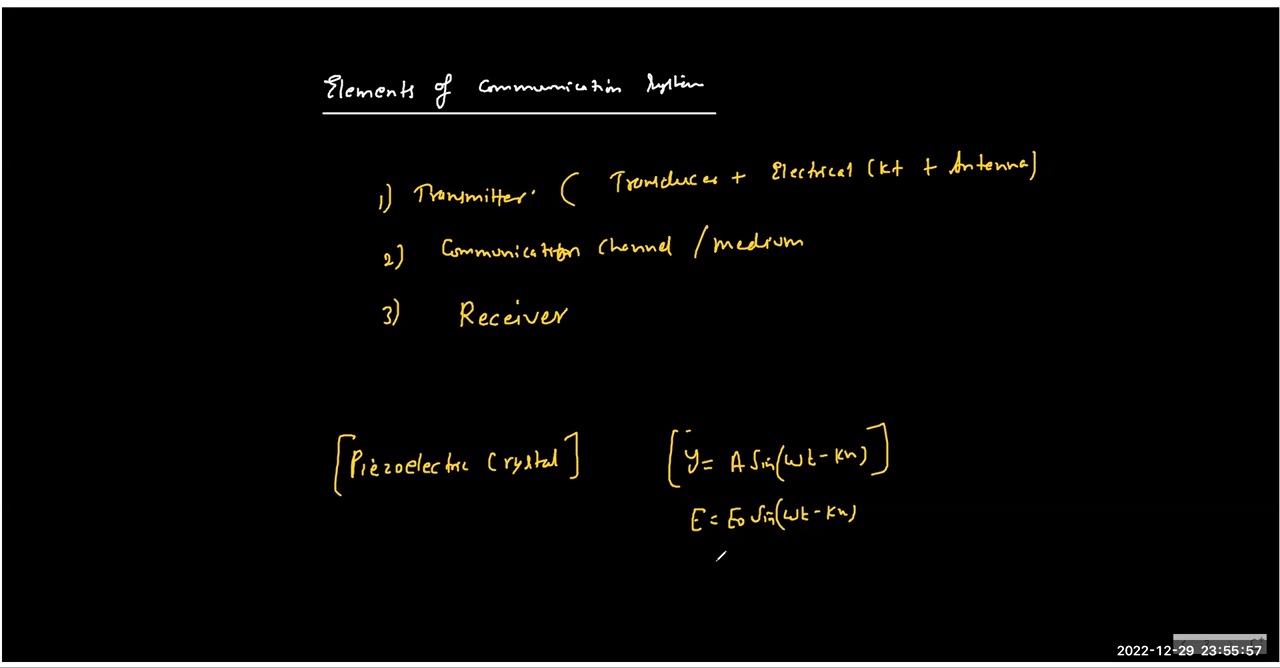 Elements of Communication System
1) Transmitter. ( Transducer + Electrical Ckt + Antenna)
2) Communication Channel / medium
3) Receiver
[Piezoelectric Crystal] [y = A Sin(ωt - kx)]
E = E₀ Sin(ωt - kx)
2022-12-29 23:55:57